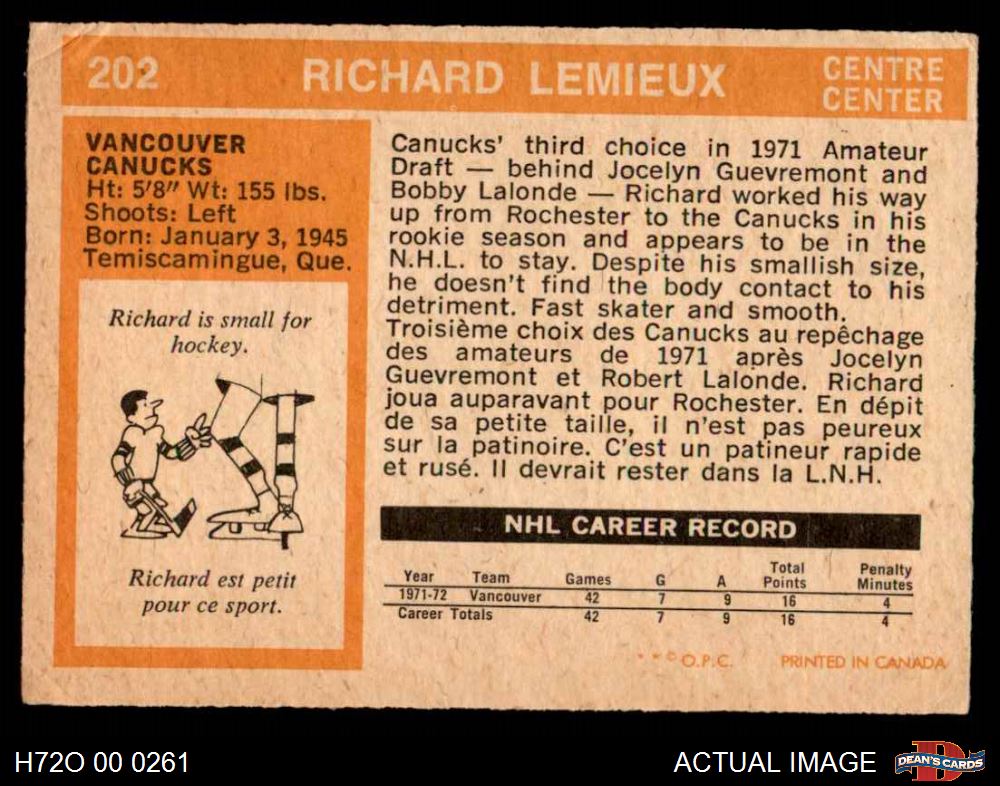 202
RICHARD LEMIEUX
CENTRE
CENTER
VANCOUVER
CANUCKS
Ht: 5'8" Wt: 155 lbs.
Shoots: Left
Born: January 3, 1945
Temiscamingue, Que.
Richard is small for
hockey.
Richard est petit
pour ce sport.
Canucks' third choice in 1971 Amateur
Draft — behind Jocelyn Guevremont and
Bobby Lalonde — Richard worked his way
up from Rochester to the Canucks in his
rookie season and appears to be in the
N.H.L. to stay. Despite his smallish size,
he doesn't find the body contact to his
detriment. Fast skater and smooth.
Troisième choix des Canucks au repêchage
des amateurs de 1971 après Jocelyn
Guevremont et Robert Lalonde. Richard
joua auparavant pour Rochester. En dépit
de sa petite taille, il n'est pas peureux
sur la patinoire. C'est un patineur rapide
et rusé. Il devrait rester dans la L.N.H.
NHL CAREER RECORD
Year Team Games G A Total Points Penalty Minutes
1971-72 Vancouver 42 7 9 16 4
Career Totals 42 7 9 16 4
* * © O.P.C. PRINTED IN CANADA
H72O 00 0261
ACTUAL IMAGE
D
DEAN'S CARDS